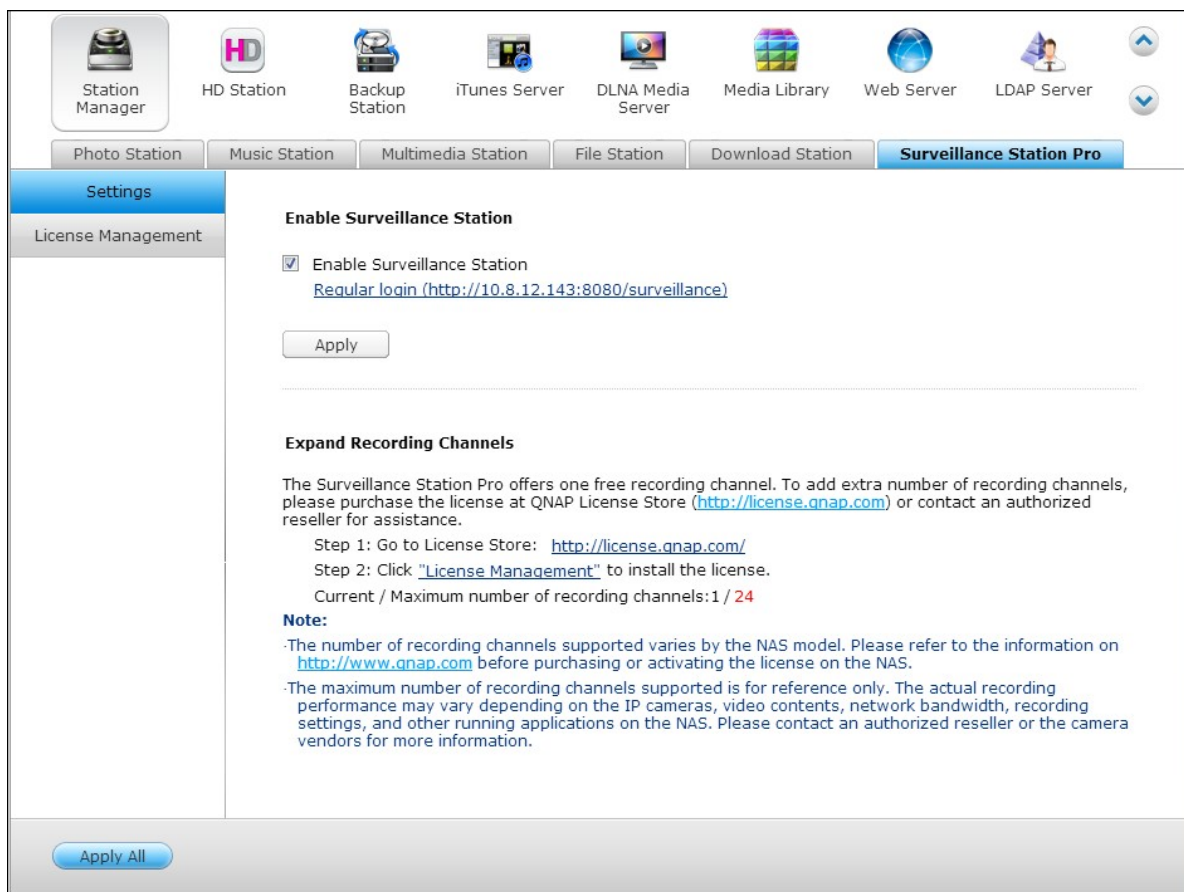 Station
Manager
HD
HD Station
Backup
Station
iTunes Server
DLNA Media
Server
Media Library
Web Server
LDAP Server
Photo Station
Music Station
Multimedia Station
File Station
Download Station
Surveillance Station Pro
Settings
License Management
Enable Surveillance Station
Enable Surveillance Station
Regular login (http://10.8.12.143:8080/surveillance)
Apply
Expand Recording Channels
The Surveillance Station Pro offers one free recording channel. To add extra number of recording channels,
please purchase the license at QNAP License Store (http://license.qnap.com) or contact an authorized
reseller for assistance.
Step 1: Go to License Store: http://license.qnap.com/
Step 2: Click "License Management" to install the license.
Current / Maximum number of recording channels:1 / 24
Note:
·The number of recording channels supported varies by the NAS model. Please refer to the information on
http://www.qnap.com before purchasing or activating the license on the NAS.
·The maximum number of recording channels supported is for reference only. The actual recording
performance may vary depending on the IP cameras, video contents, network bandwidth, recording
settings, and other running applications on the NAS. Please contact an authorized reseller or the camera
vendors for more information.
Apply All